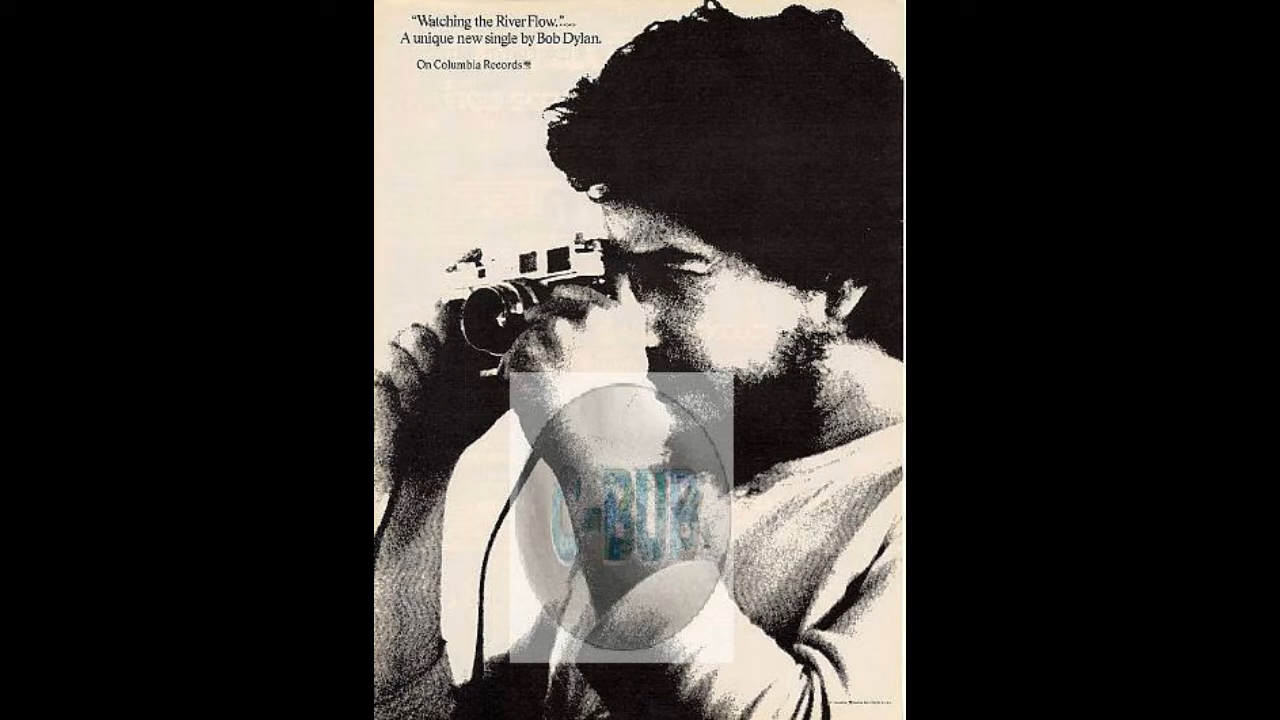 “Watching the River Flow.”
A unique new single by Bob Dylan.
On Columbia Records
C-BUB